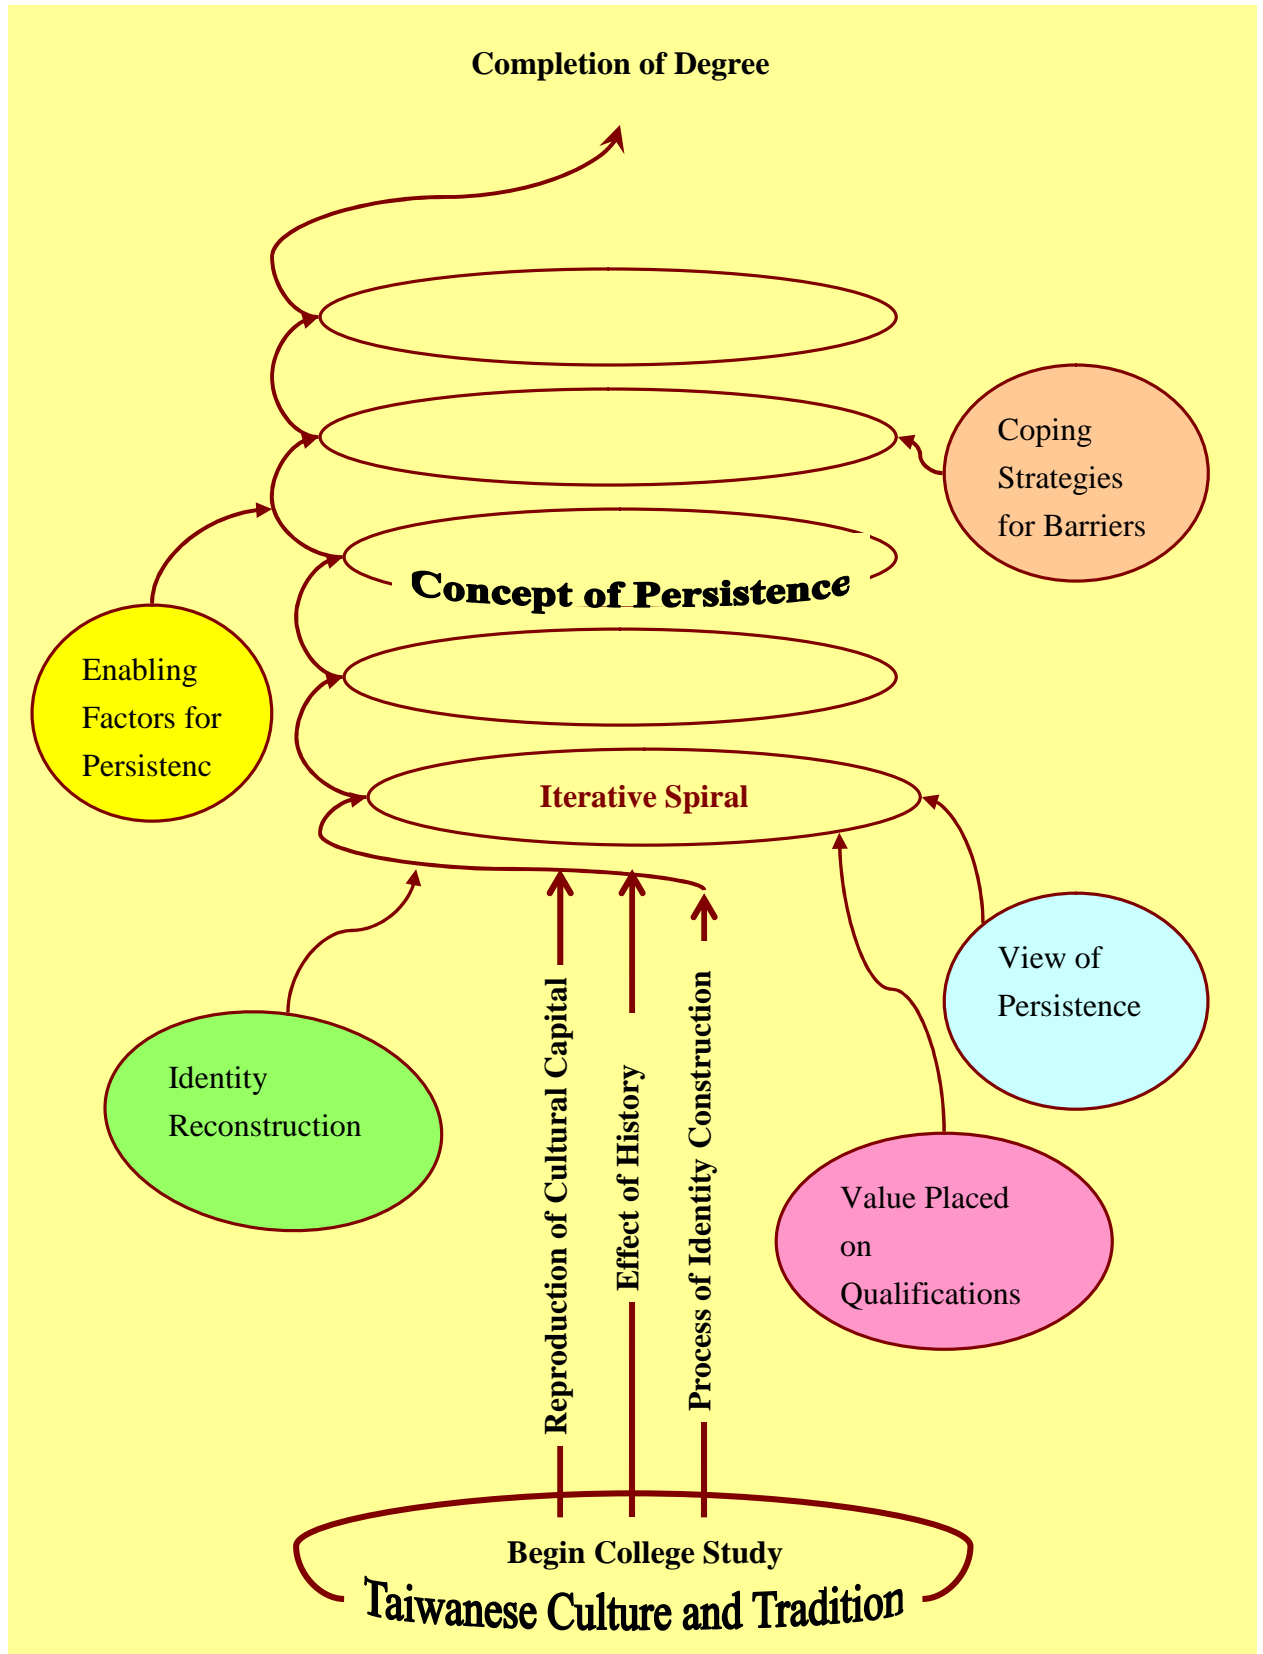 Completion of Degree
Coping
Strategies
for Barriers
Concept of Persistence
Enabling
Factors for
Persistenc
Iterative Spiral
View of
Persistence
Identity
Reconstruction
Reproduction of Cultural Capital
Effect of History
Process of Identity Construction
Value Placed
on
Qualifications
Begin College Study
Taiwanese Culture and Tradition